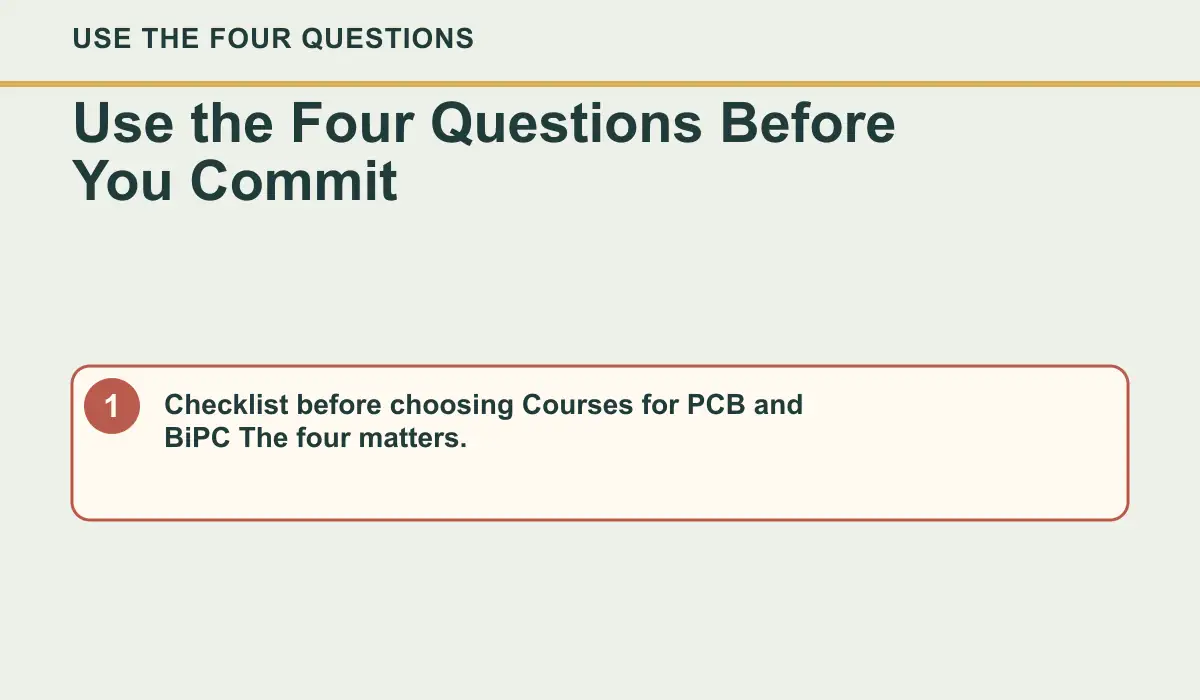 USE THE FOUR QUESTIONS
Use the Four Questions Before
You Commit
1
Checklist before choosing Courses for PCB and
BiPC The four matters.